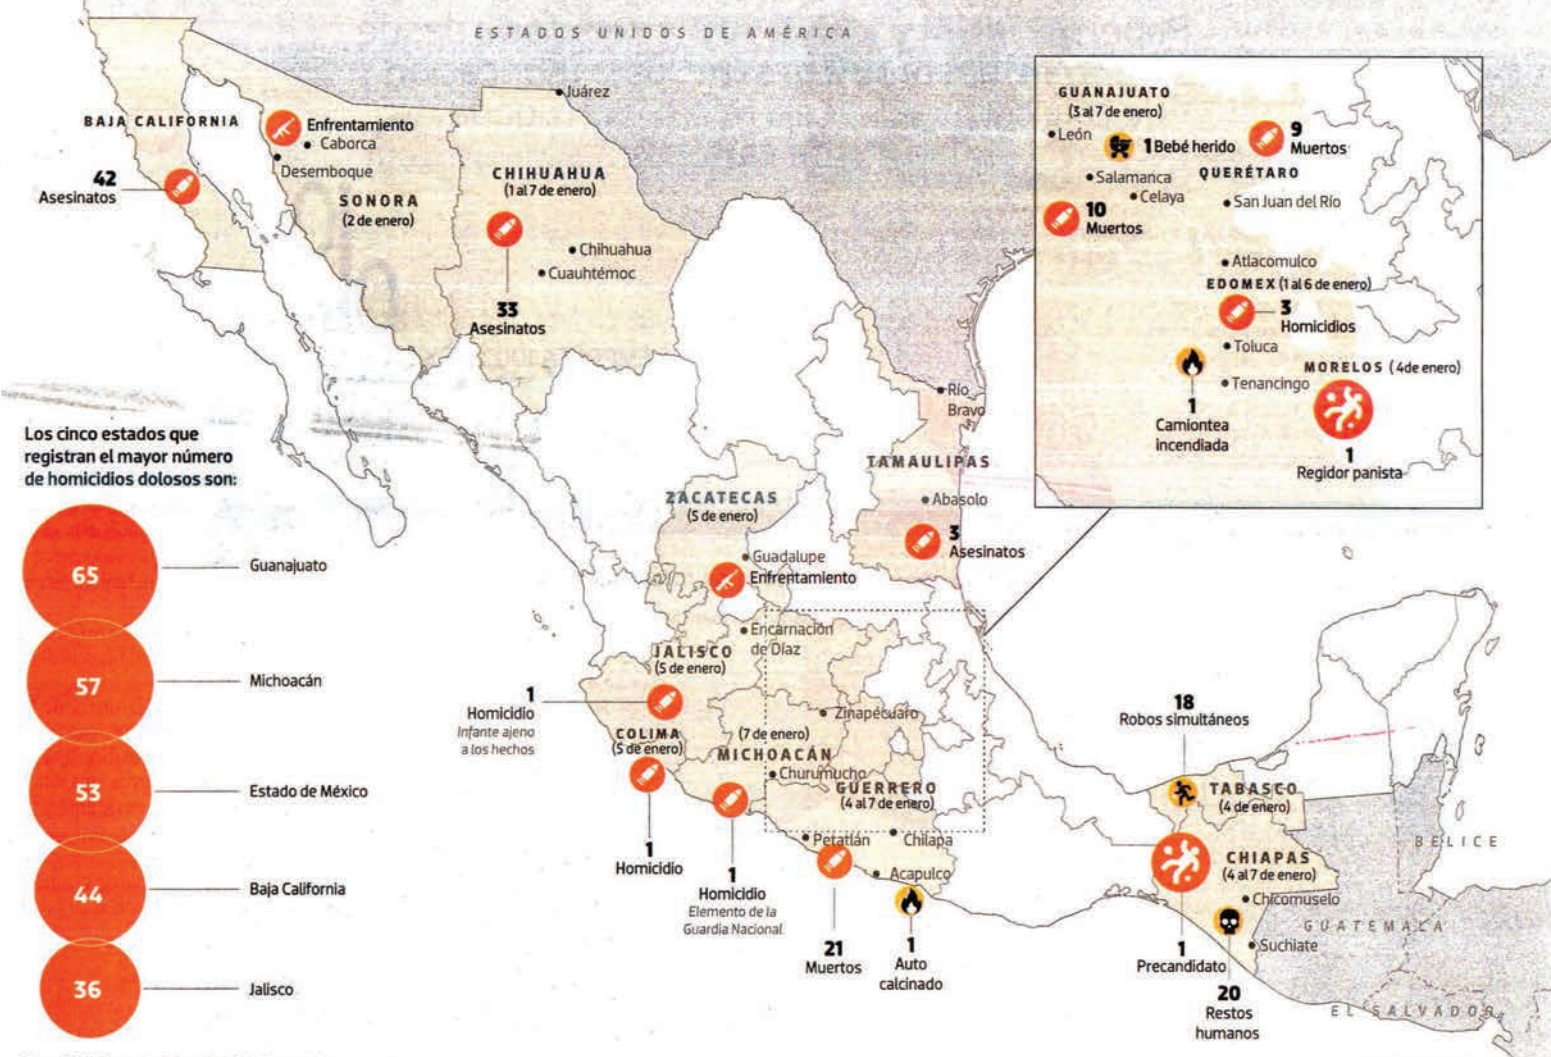 ESTADOS UNIDOS DE AMÉRICA
BAJA CALIFORNIA
42
Asesinatos
Enfrentamiento
Caborca
Desemboque
SONORA
(2 de enero)
Juárez
CHIHUAHUA
(1 al 7 de enero)
Chihuahua
Cuauhtémoc
33
Asesinatos
GUANAJUATO
(3 al 7 de enero)
León
1 Bebé herido
9
Muertos
Salamanca
QUERÉTARO
Celaya
San Juan del Río
10
Muertos
Atlacomulco
EDOMEX (1 al 6 de enero)
3
Homicidios
Toluca
MORELOS (4de enero)
Tenancingo
1
Camiontea
incendiada
1
Regidor panista
Río
Bravo
TAMAULIPAS
Abasolo
3
Asesinatos
ZACATECAS
(5 de enero)
Guadalupe
Enfrentamiento
Encarnación
de Díaz
JALISCO
(5 de enero)
1
Homicidio
Infante ajeno
a los hechos
COLIMA
(5 de enero)
1
Homicidio
Zinapécuaro
(7 de enero)
MICHOACÁN
Churumucho
1
Homicidio
Elemento de la
Guardia Nacional
GUERRERO
(4 al 7 de enero)
Petatlán
Chilapa
Acapulco
21
Muertos
1
Auto
calcinado
18
Robos simultáneos
TABASCO
(4 de enero)
CHIAPAS
(4 al 7 de enero)
Chicomuselo
Suchiate
1
Precandidato
20
Restos
humanos
BELICE
GUATEMALA
EL SALVADOR
Los cinco estados que
registran el mayor número
de homicidios dolosos son:
65 Guanajuato
57 Michoacán
53 Estado de México
44 Baja California
36 Jalisco